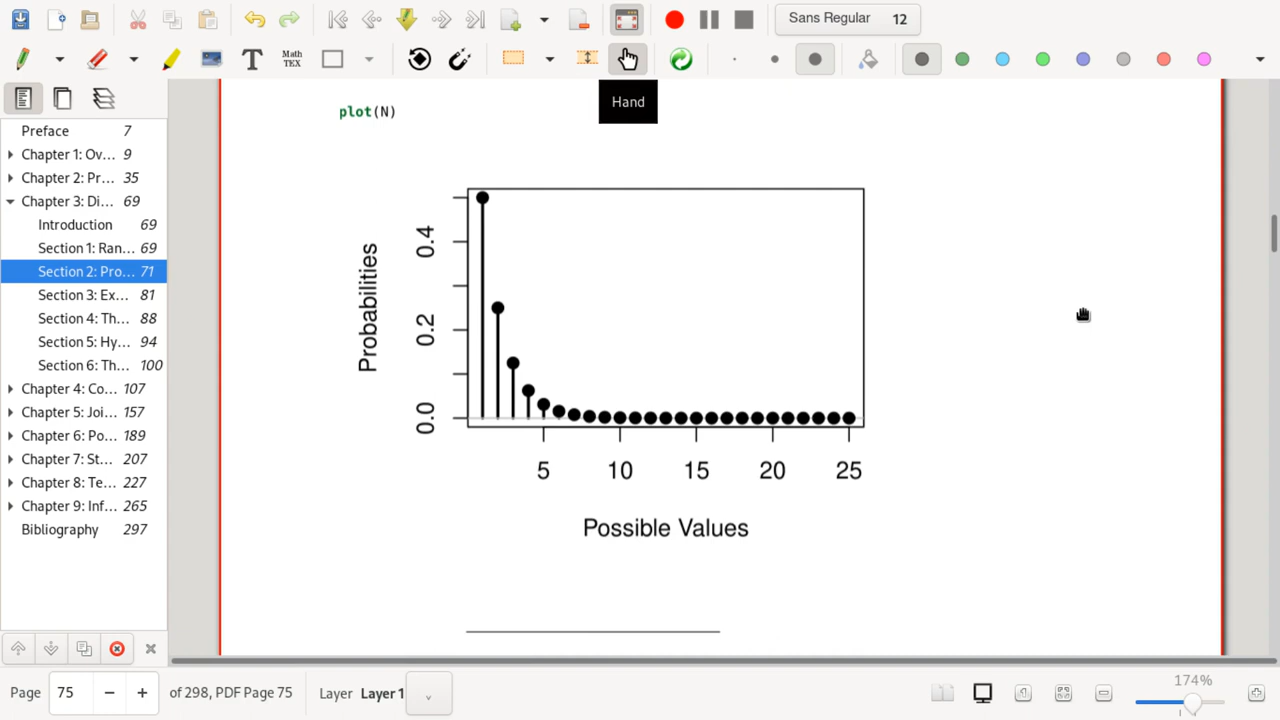 Sans Regular 12
Math
TEX
Hand
Preface 7
Chapter 1: Ov... 9
Chapter 2: Pr... 35
Chapter 3: Di... 69
Introduction 69
Section 1: Ran... 69
Section 2: Pro... 71
Section 3: Ex... 81
Section 4: Th... 88
Section 5: Hy... 94
Section 6: Th... 100
Chapter 4: Co... 107
Chapter 5: Joi... 157
Chapter 6: Po... 189
Chapter 7: St... 207
Chapter 8: Te... 227
Chapter 9: Inf... 265
Bibliography 297
plot(N)
Probabilities
0.4
0.2
0.0
5 10 15 20 25
Possible Values
Page 75 of 298, PDF Page 75 Layer Layer 1
174%